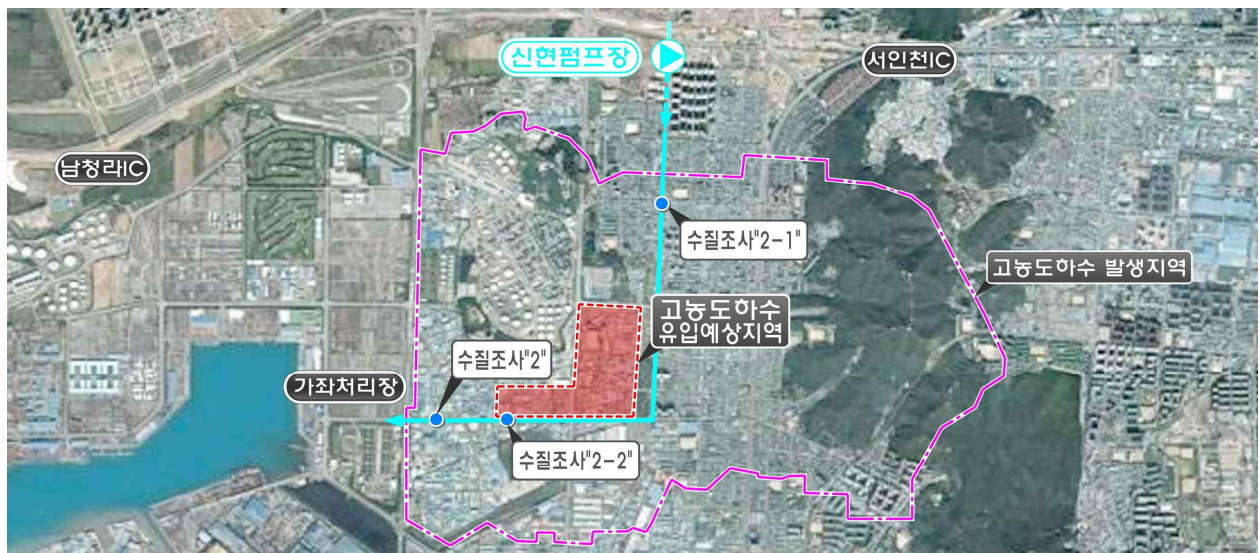 신현펌프장
서인천IC
남청라IC
수질조사"2-1"
고농도하수 발생지역
고농도하수
유입예상지역
수질조사"2"
가좌처리장
수질조사"2-2"